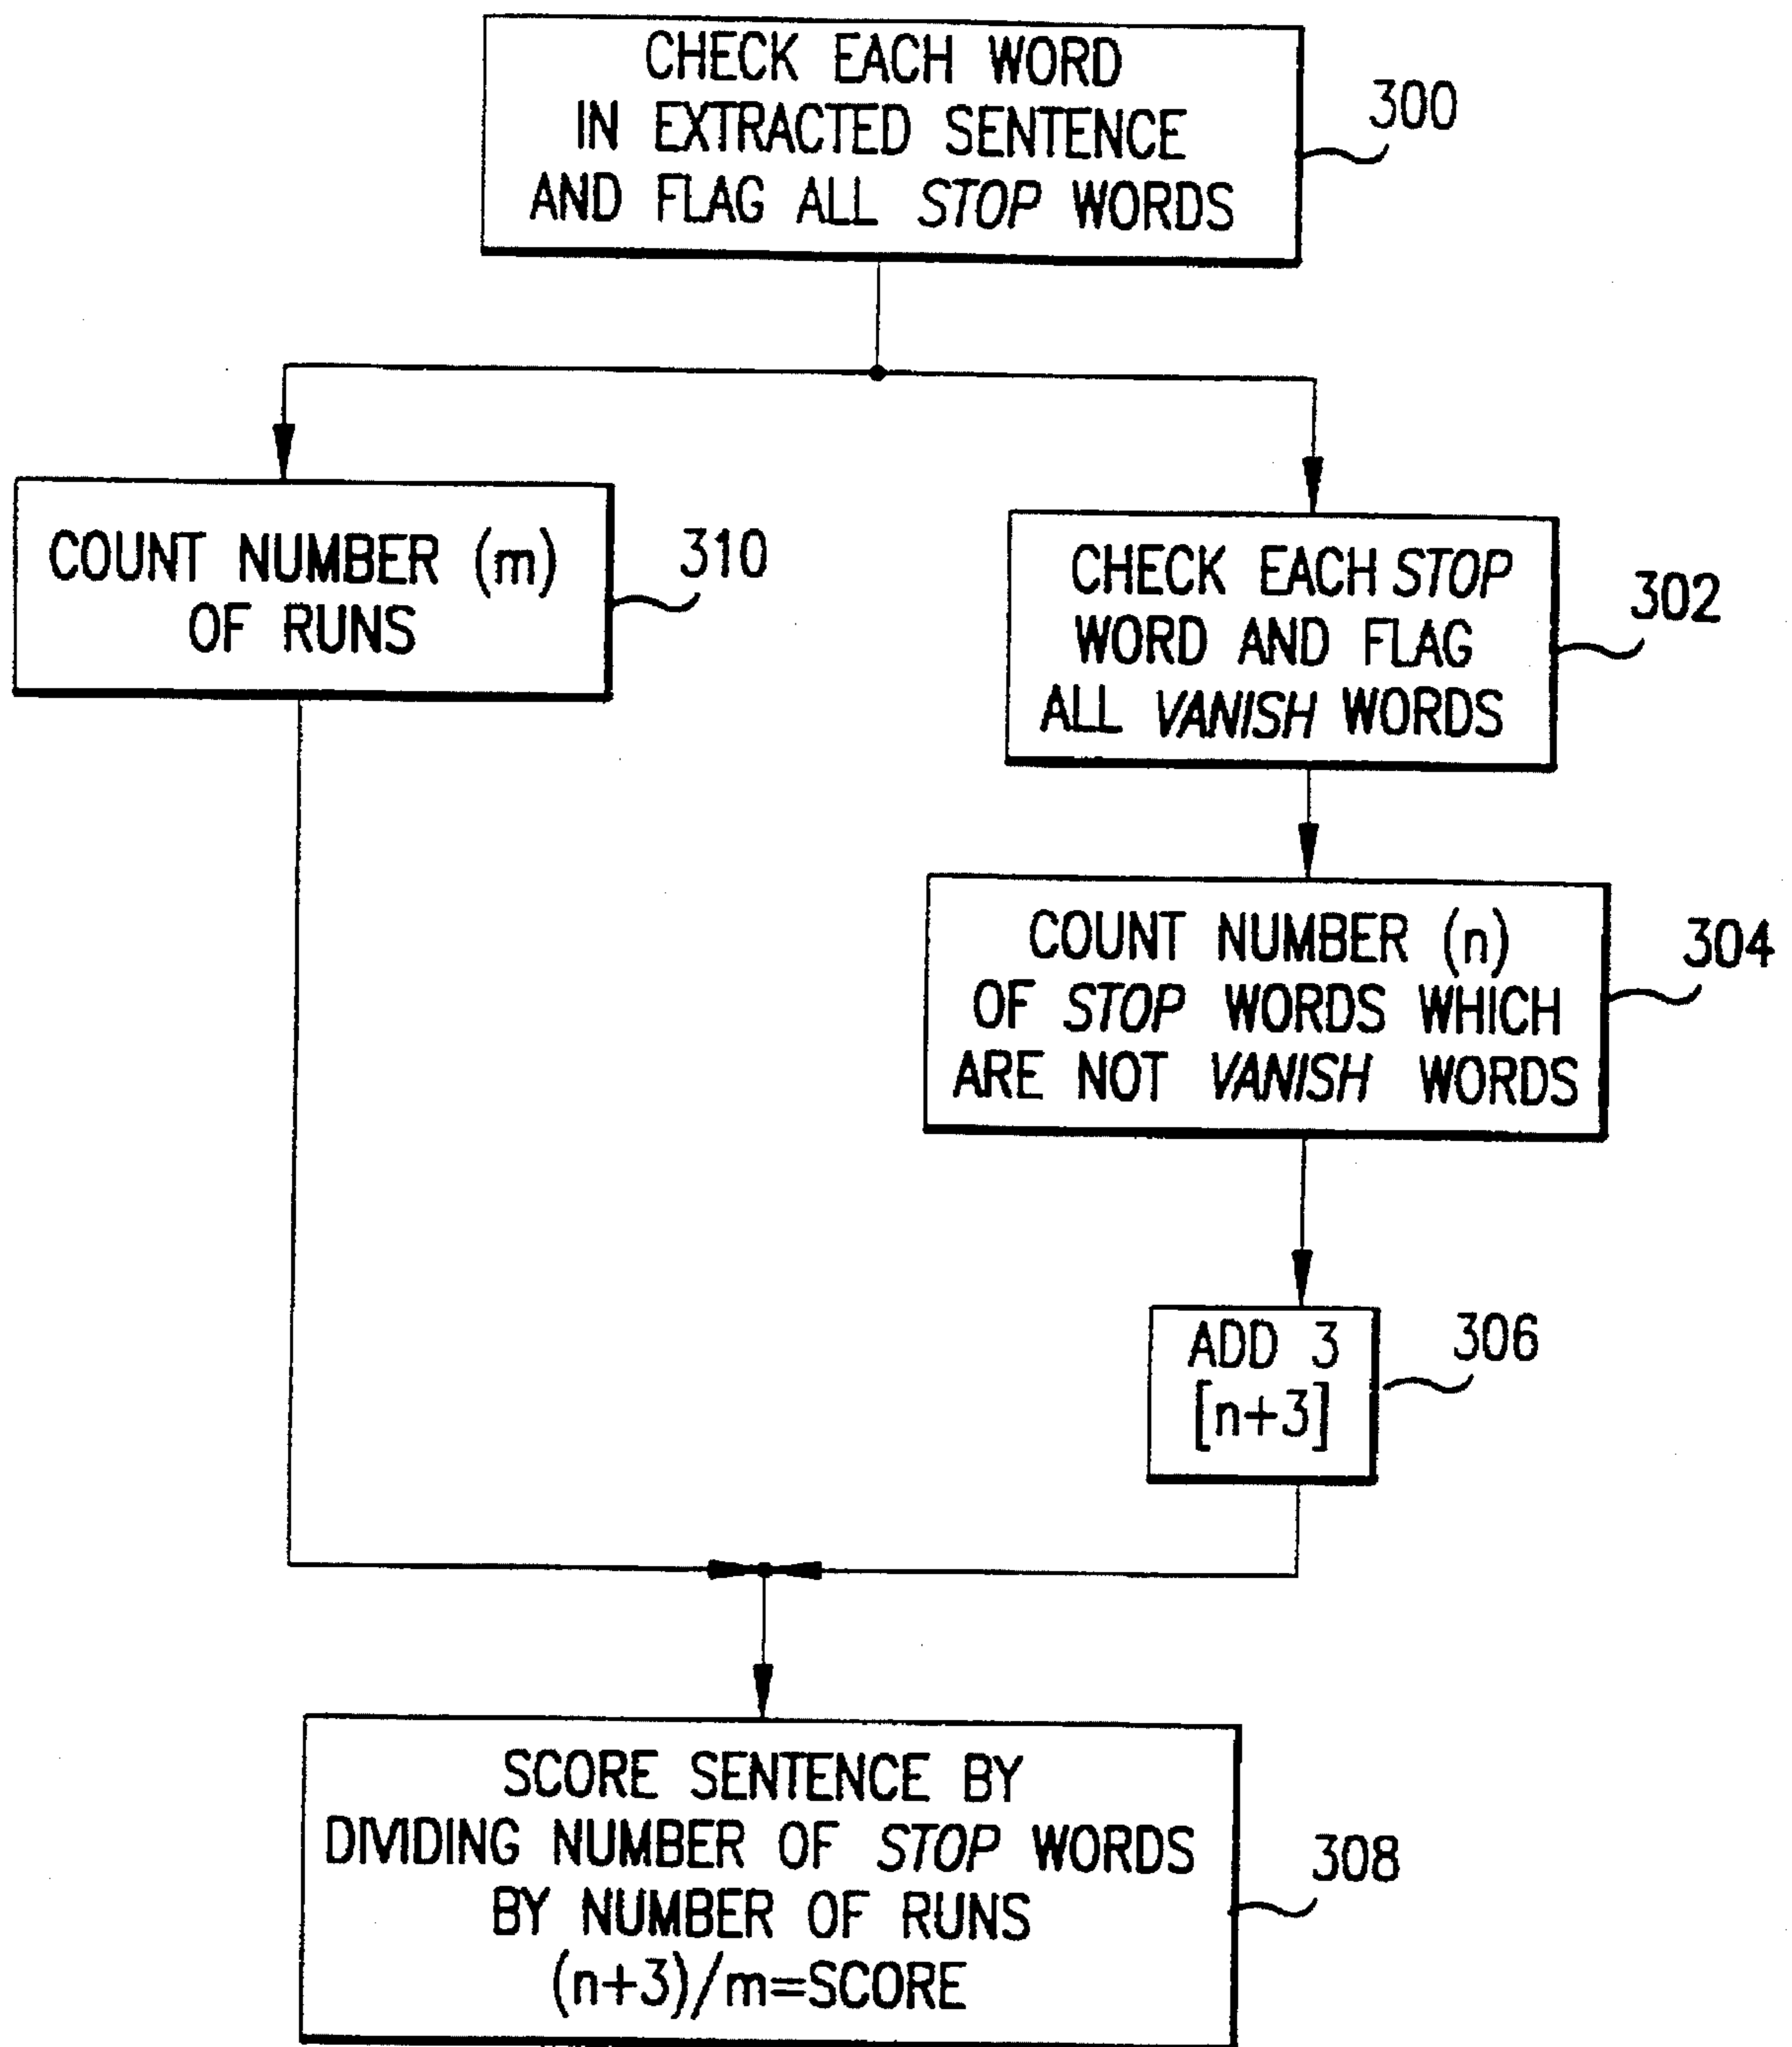 CHECK EACH WORD
IN EXTRACTED SENTENCE
AND FLAG ALL STOP WORDS
300
COUNT NUMBER (m)
OF RUNS
310
CHECK EACH STOP
WORD AND FLAG
ALL VANISH WORDS
302
COUNT NUMBER (n)
OF STOP WORDS WHICH
ARE NOT VANISH WORDS
304
ADD 3
[n+3]
306
SCORE SENTENCE BY
DIVIDING NUMBER OF STOP WORDS
BY NUMBER OF RUNS
(n+3)/m=SCORE
308